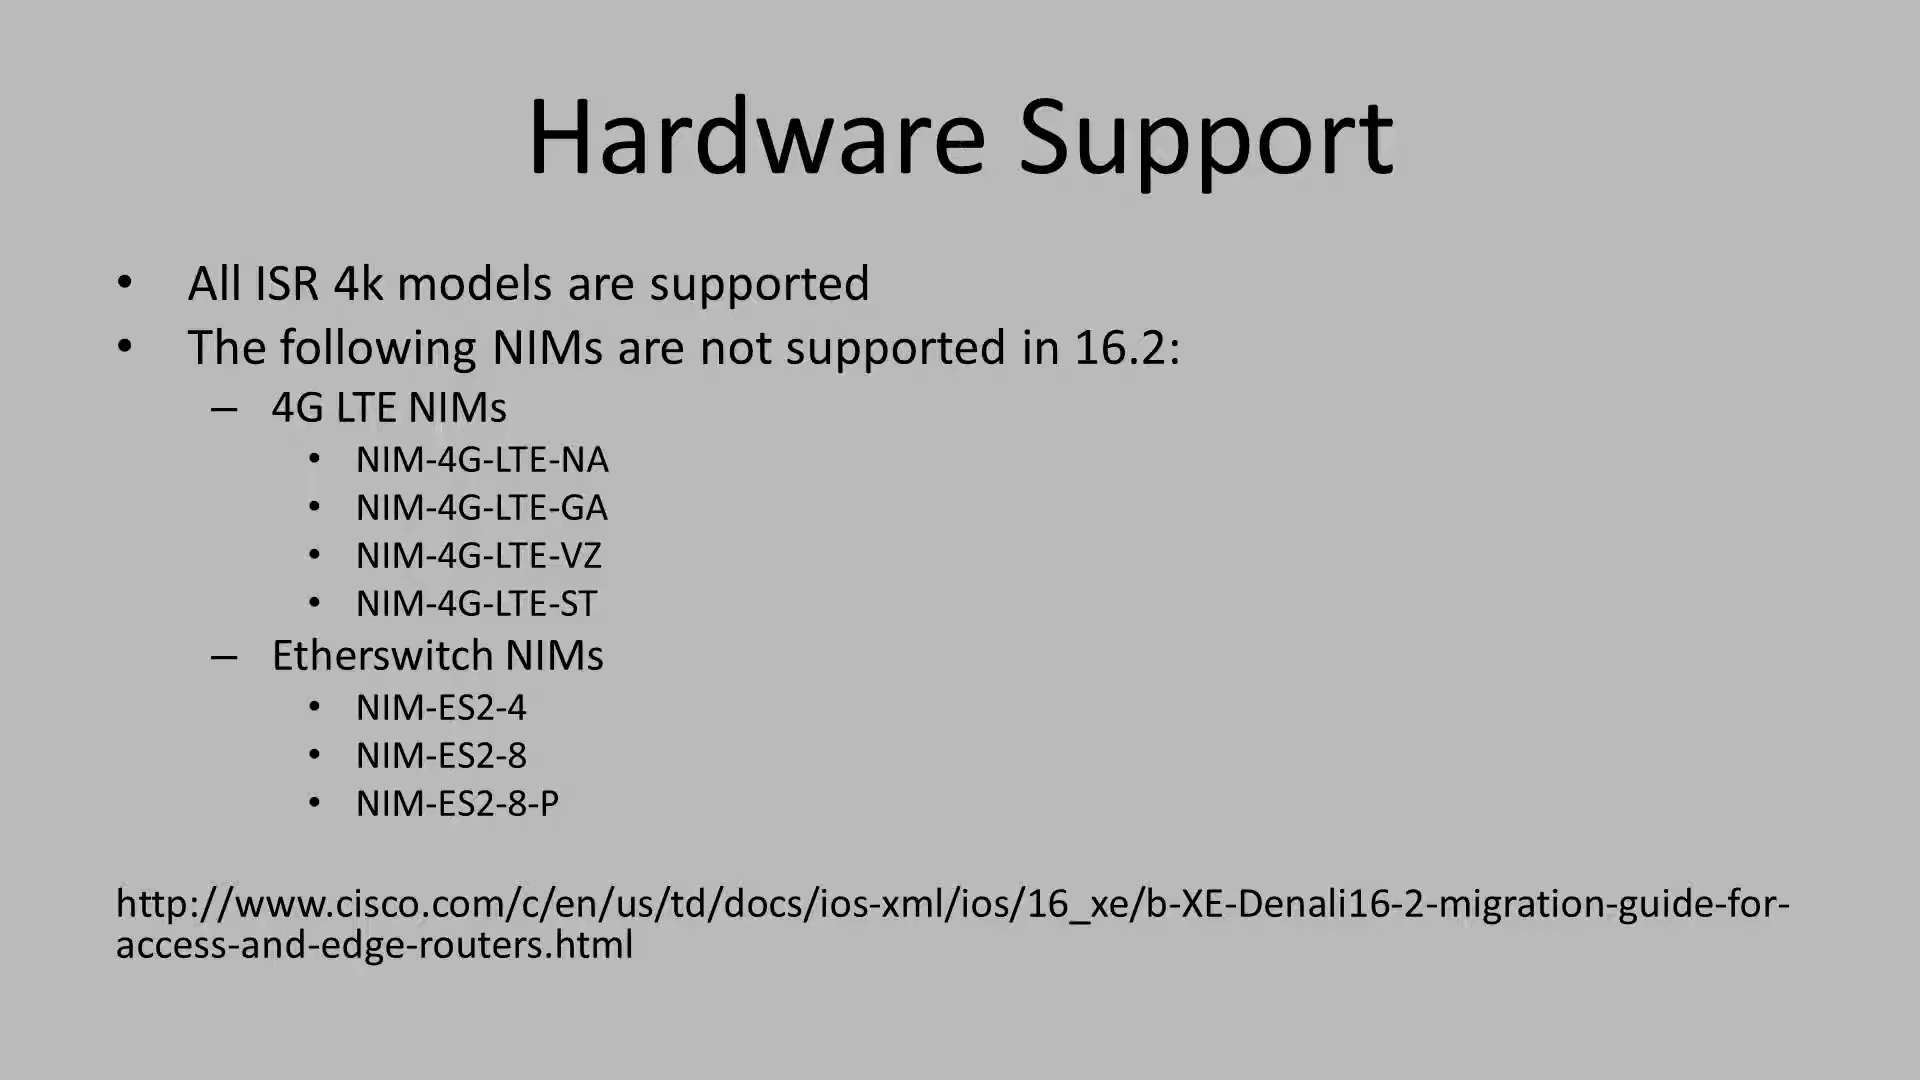 Hardware Support
• All ISR 4k models are supported
• The following NIMs are not supported in 16.2:
– 4G LTE NIMs
• NIM-4G-LTE-NA
• NIM-4G-LTE-GA
• NIM-4G-LTE-VZ
• NIM-4G-LTE-ST
– Etherswitch NIMs
• NIM-ES2-4
• NIM-ES2-8
• NIM-ES2-8-P
http://www.cisco.com/c/en/us/td/docs/ios-xml/ios/16_xe/b-XE-Denali16-2-migration-guide-for-
access-and-edge-routers.html